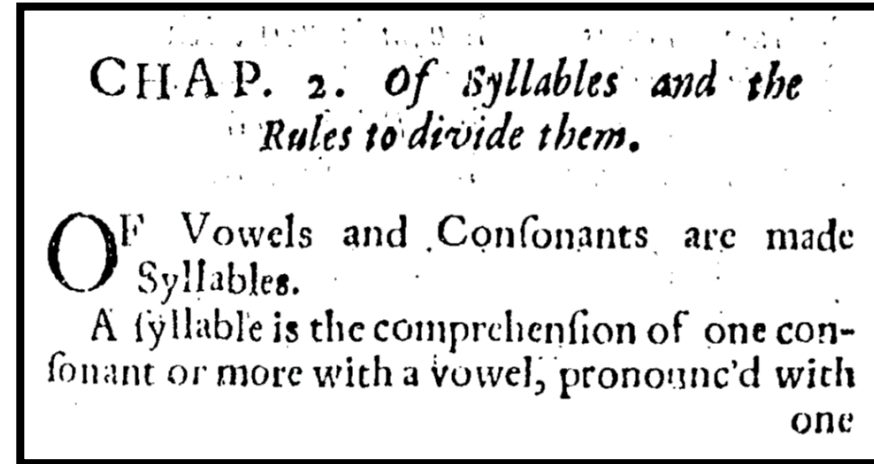 CHAP. 2. Of Syllables and the
Rules to divide them.
OF Vowels and Conſonants are made
Syllables.
A ſyllable is the comprehenſion of one con-
ſonant or more with a vowel, pronounc'd with
one